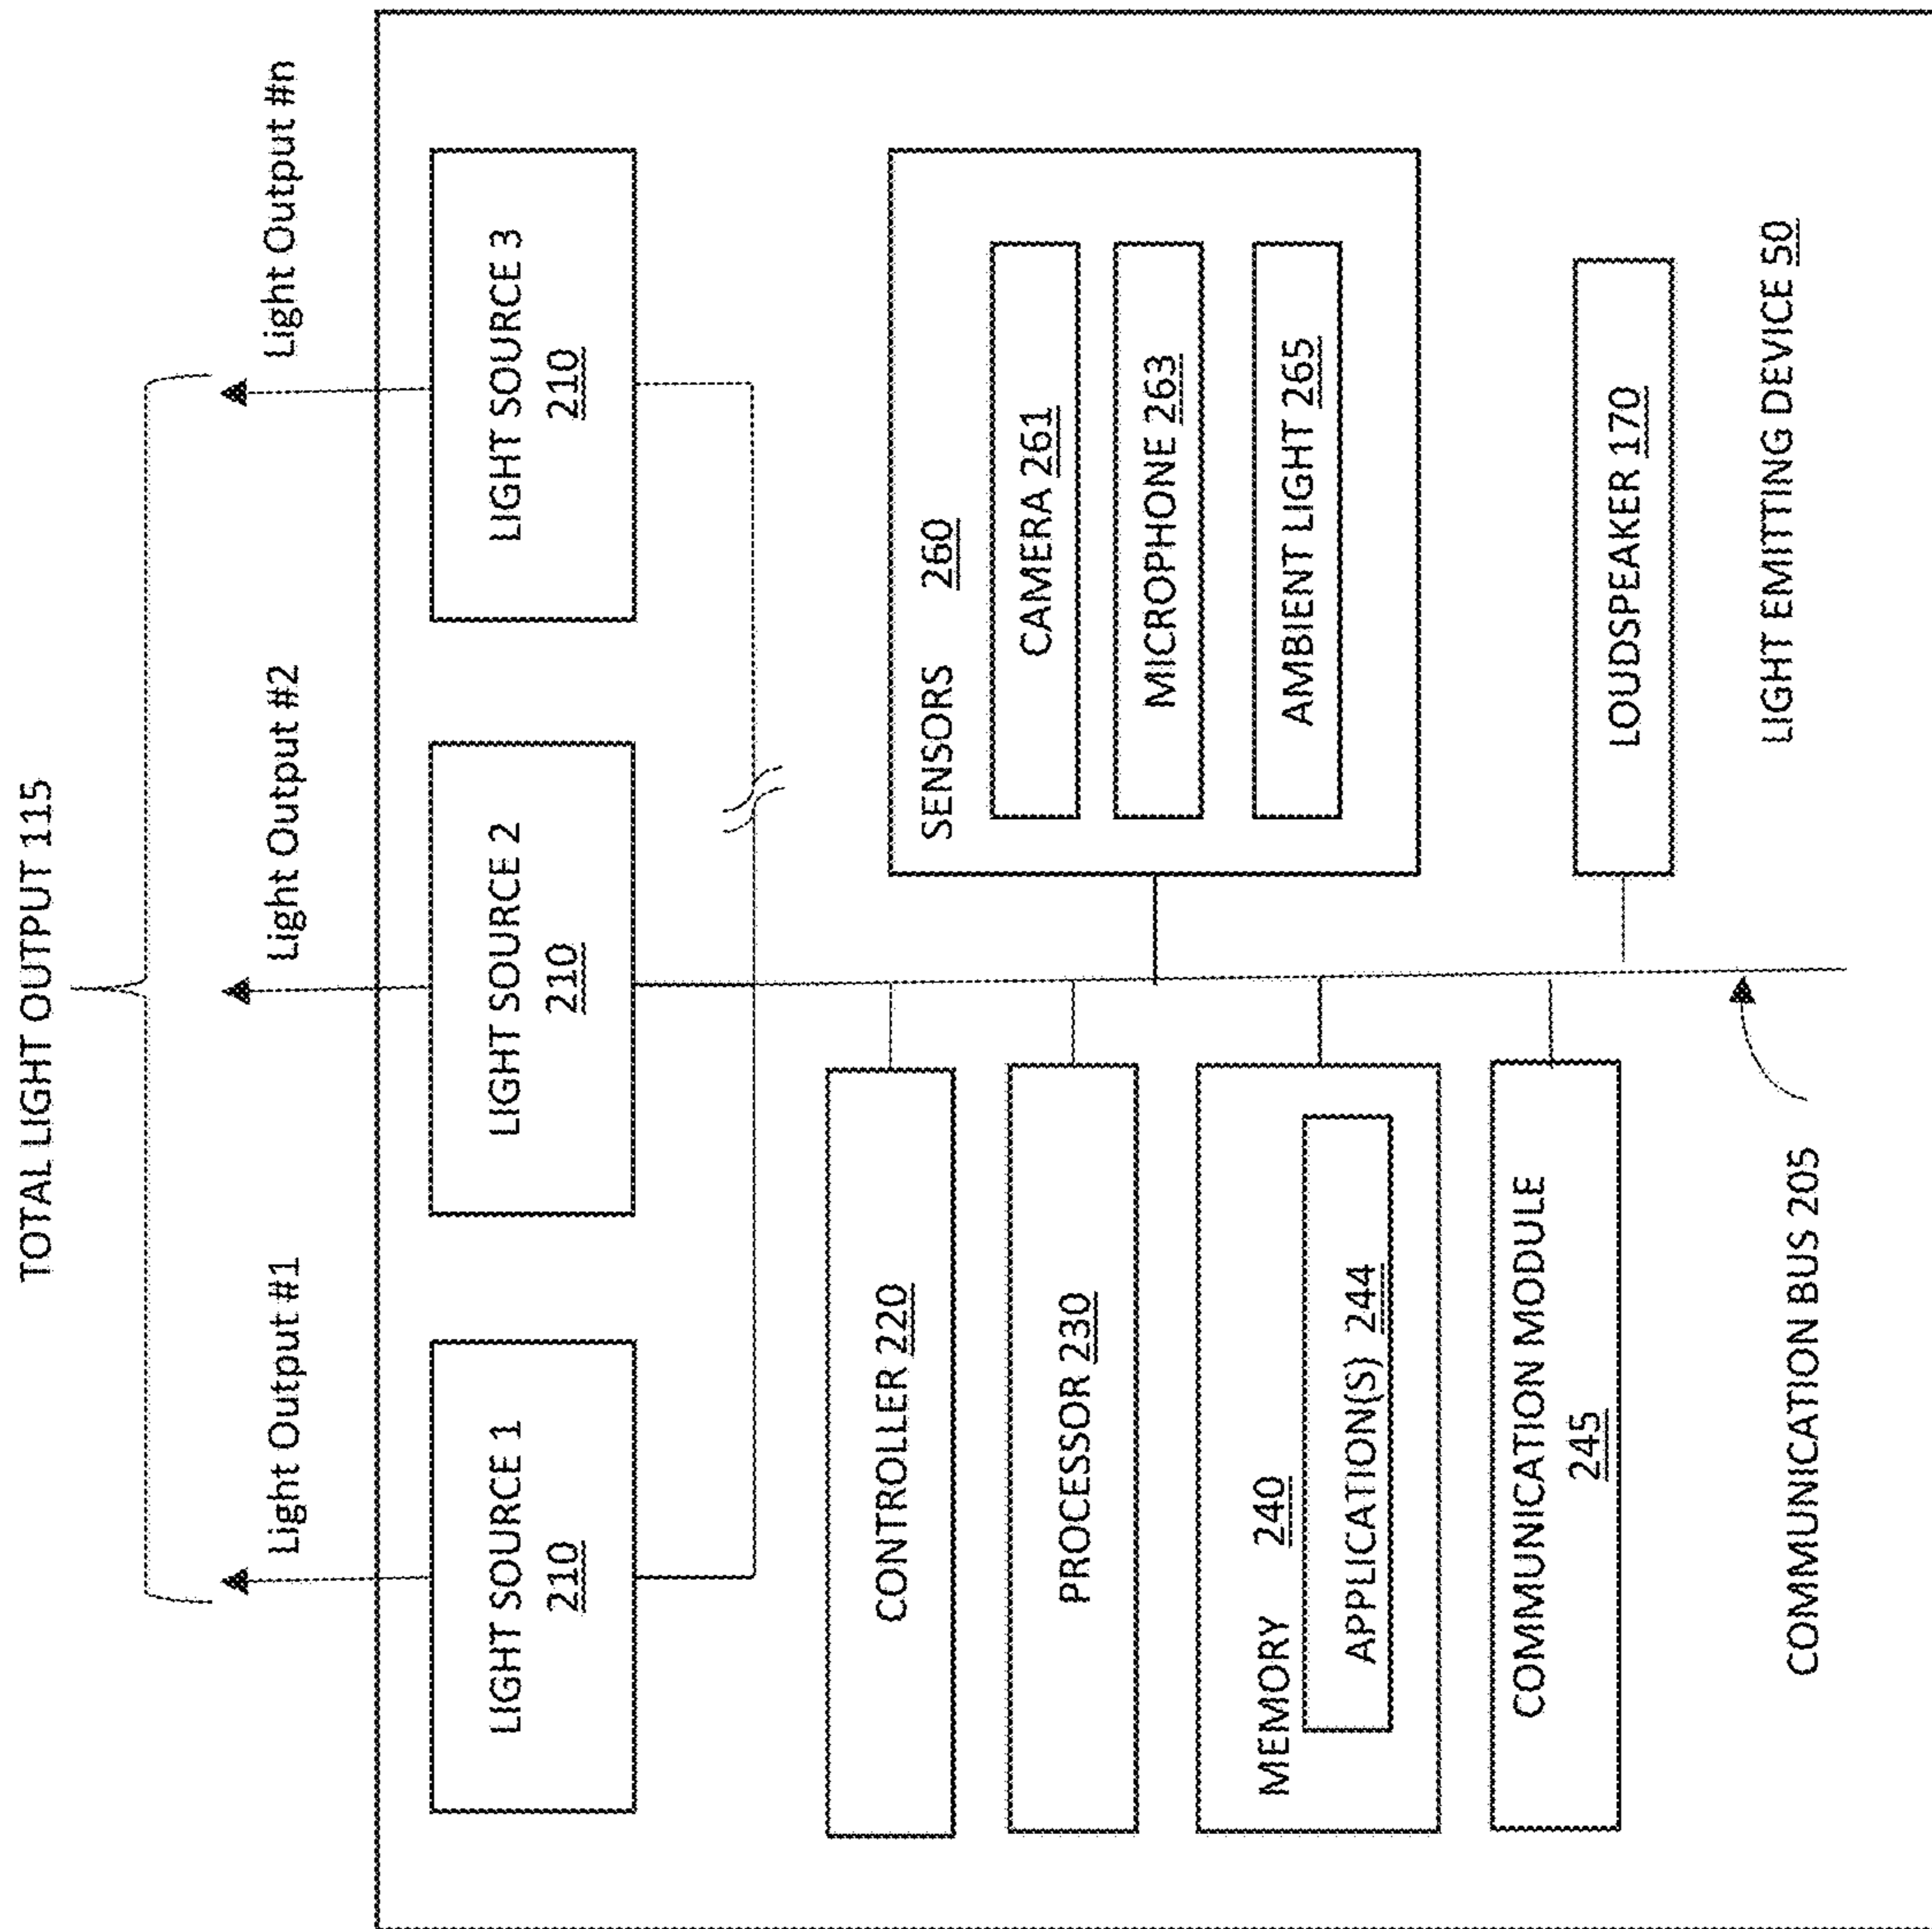 TOTAL LIGHT OUTPUT 115
Light Output #1
Light Output #2
Light Output #n
LIGHT SOURCE 1
210
LIGHT SOURCE 2
210
LIGHT SOURCE 3
210
CONTROLLER 220
PROCESSOR 230
MEMORY 240
APPLICATION(S) 244
COMMUNICATION MODULE
245
COMMUNICATION BUS 205
SENSORS 260
CAMERA 261
MICROPHONE 263
AMBIENT LIGHT 265
LOUDSPEAKER 170
LIGHT EMITTING DEVICE 50